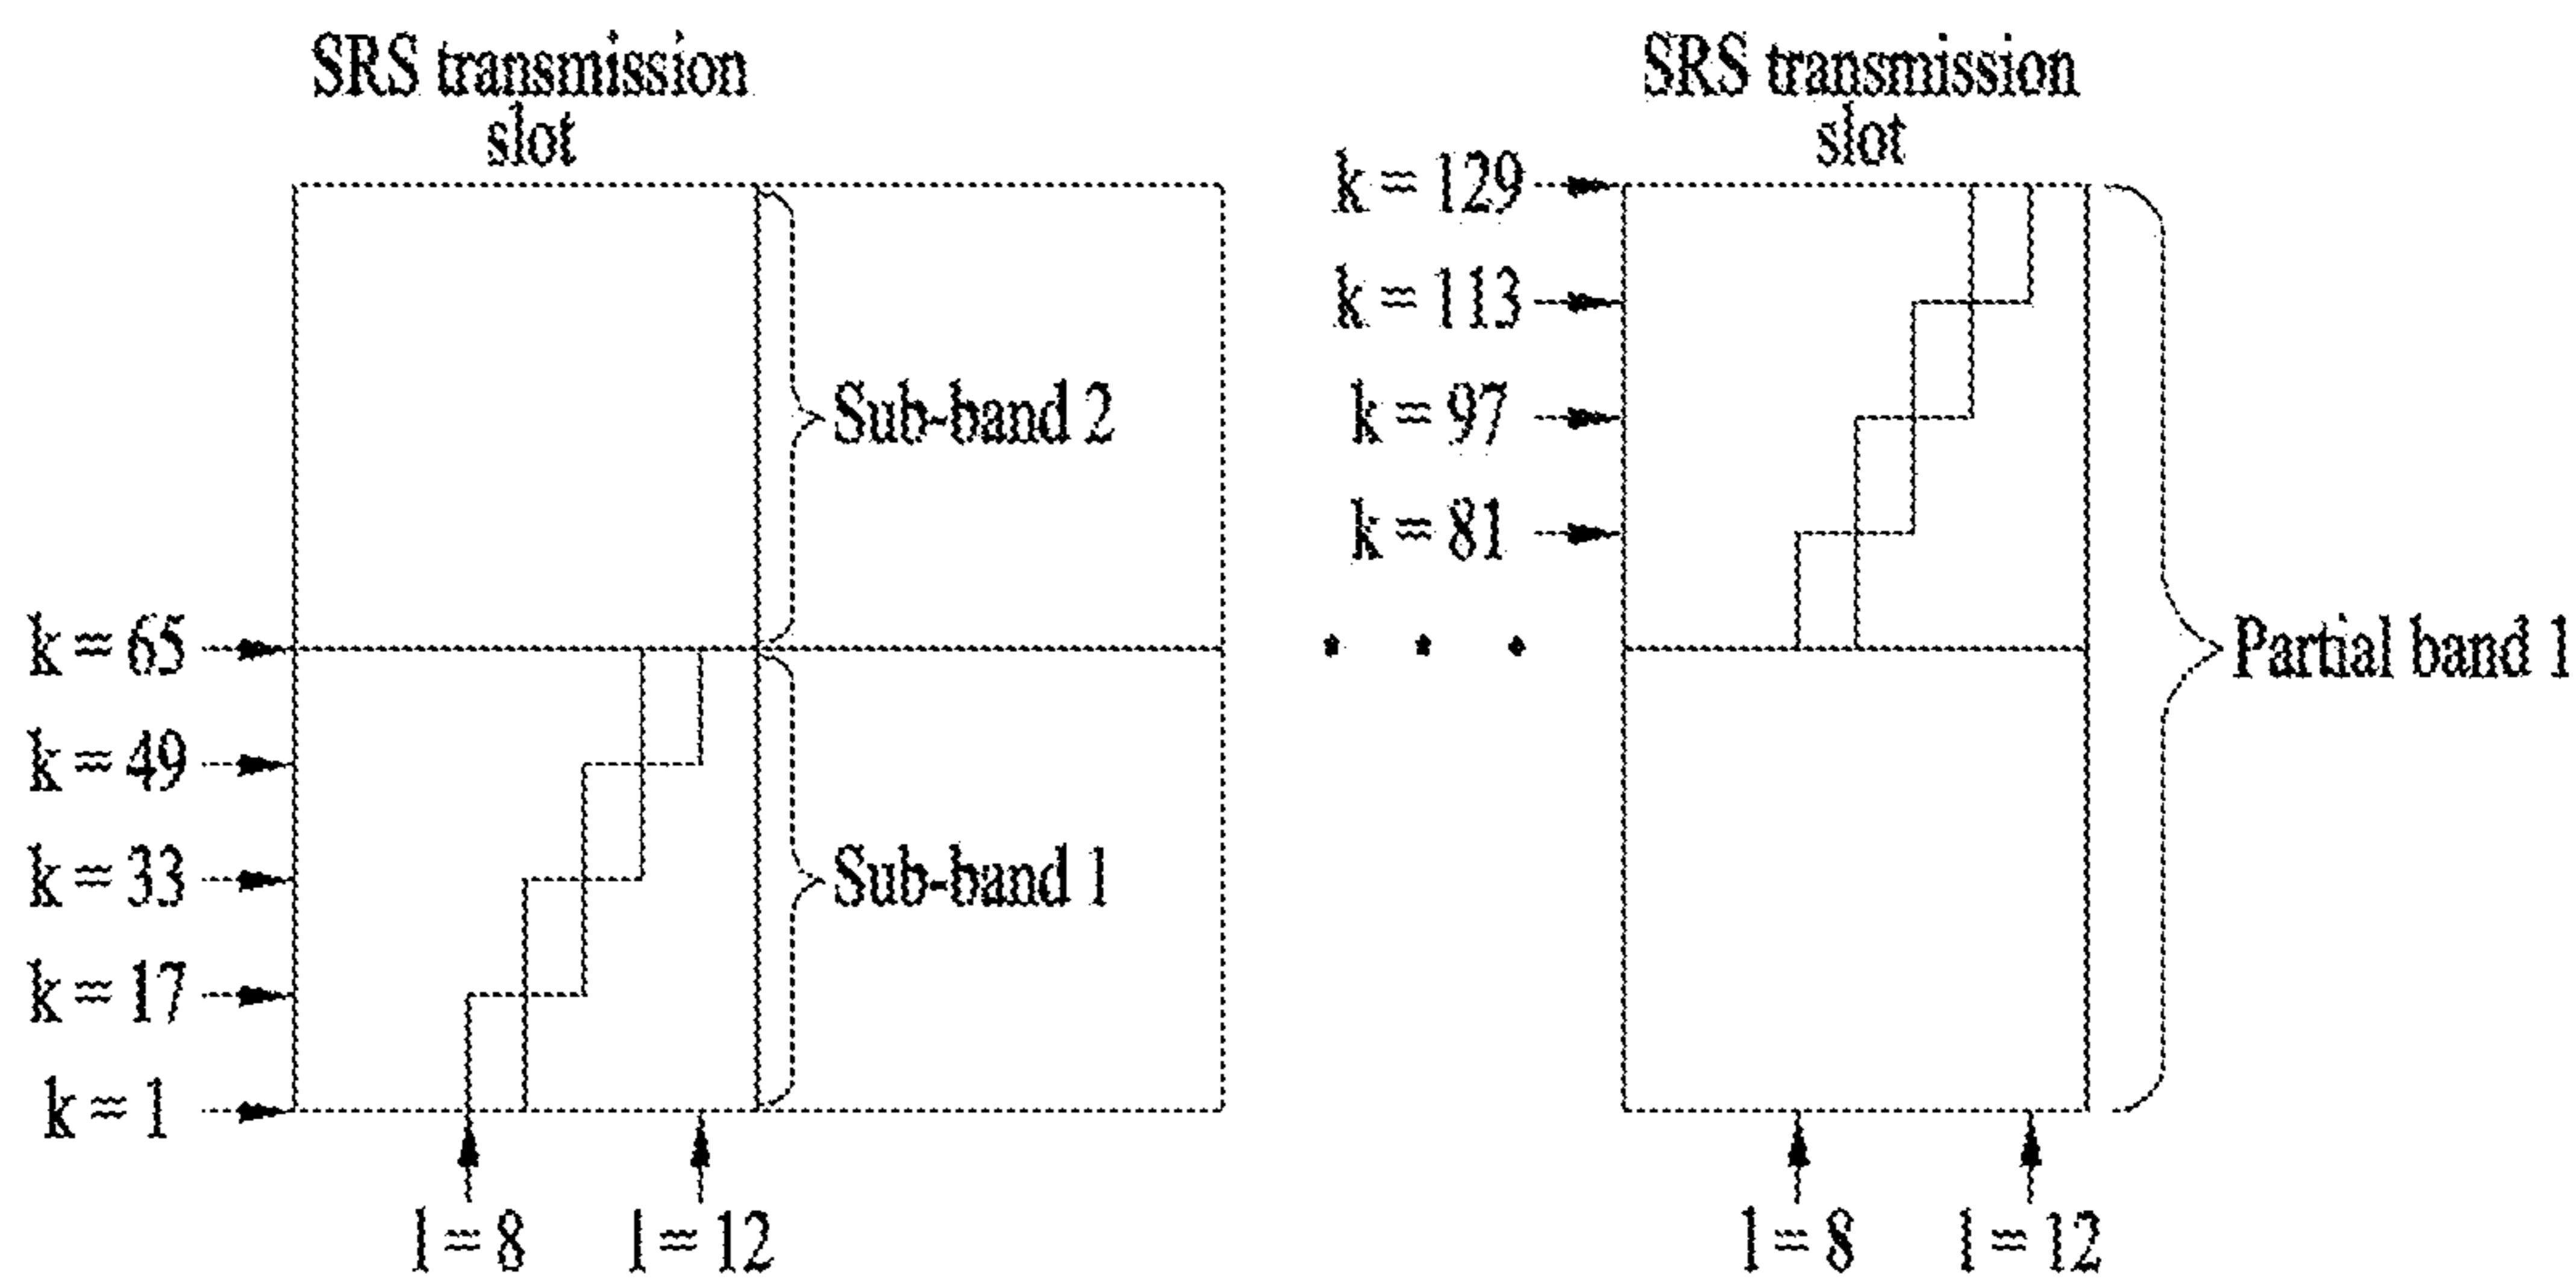 SRS transmission
slot
Sub-band 2
k = 65
k = 49
k = 33
Sub-band 1
k = 17
k = 1
l = 8
l = 12
SRS transmission
slot
k = 129
k = 113
k = 97
k = 81
Partial band 1
l = 8
l = 12